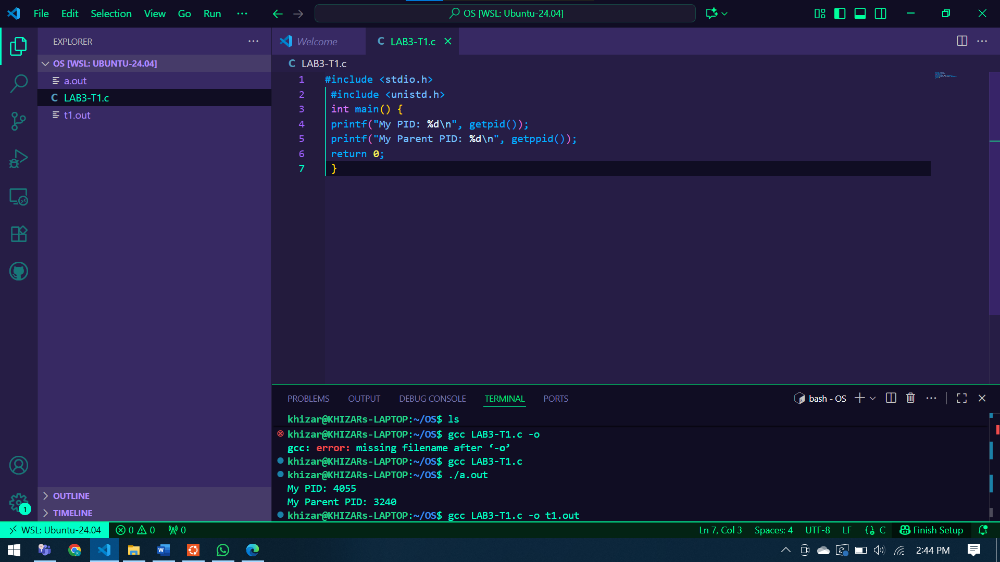 File Edit Selection View Go Run ···
OS [WSL: Ubuntu-24.04]
EXPLORER
OS [WSL: UBUNTU-24.04]
a.out
C LAB3-T1.c
t1.out
OUTLINE
TIMELINE
Welcome
C LAB3-T1.c
C LAB3-T1.c
1 #include <stdio.h>
2 #include <unistd.h>
3 int main() {
4 printf("My PID: %d\n", getpid());
5 printf("My Parent PID: %d\n", getppid());
6 return 0;
7 }
PROBLEMS OUTPUT DEBUG CONSOLE TERMINAL PORTS
bash - OS
khizar@KHIZARs-LAPTOP:~/OS$ ls
khizar@KHIZARs-LAPTOP:~/OS$ gcc LAB3-T1.c -o
gcc: error: missing filename after ‘-o’
khizar@KHIZARs-LAPTOP:~/OS$ gcc LAB3-T1.c
khizar@KHIZARs-LAPTOP:~/OS$ ./a.out
My PID: 4055
My Parent PID: 3240
khizar@KHIZARs-LAPTOP:~/OS$ gcc LAB3-T1.c -o t1.out
1
WSL: Ubuntu-24.04 0 0 0
Ln 7, Col 3 Spaces: 4 UTF-8 LF C Finish Setup
2:44 PM